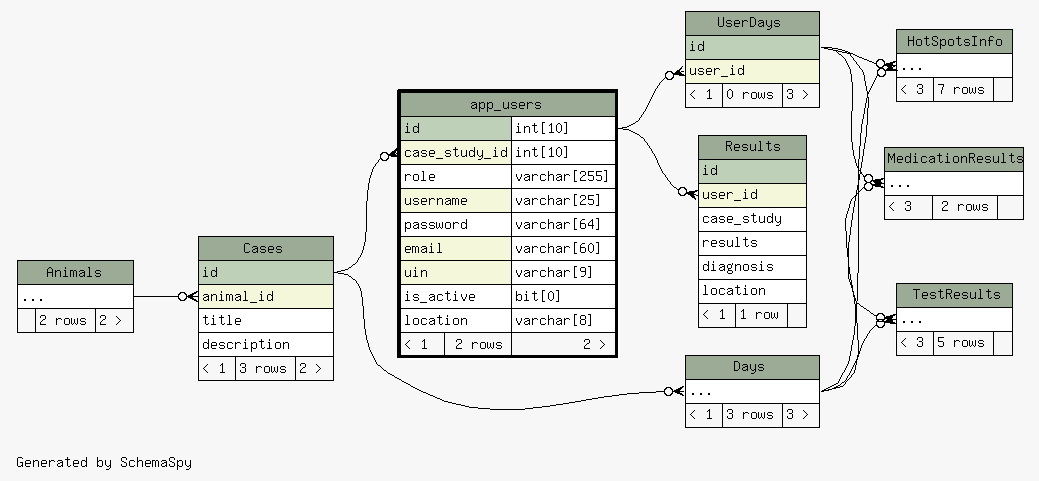 Animals
...
2 rows 2 >
Cases
id
animal_id
title
description
< 1 3 rows 2 >
app_users
id int[10]
case_study_id int[10]
role varchar[255]
username varchar[25]
password varchar[64]
email varchar[60]
uin varchar[9]
is_active bit[0]
location varchar[8]
< 1 2 rows 2 >
UserDays
id
user_id
< 1 0 rows 3 >
Results
id
user_id
case_study
results
diagnosis
location
< 1 1 row
Days
...
< 1 3 rows 3 >
HotSpotsInfo
...
< 3 7 rows
MedicationResults
...
< 3 2 rows
TestResults
...
< 3 5 rows
Generated by SchemaSpy